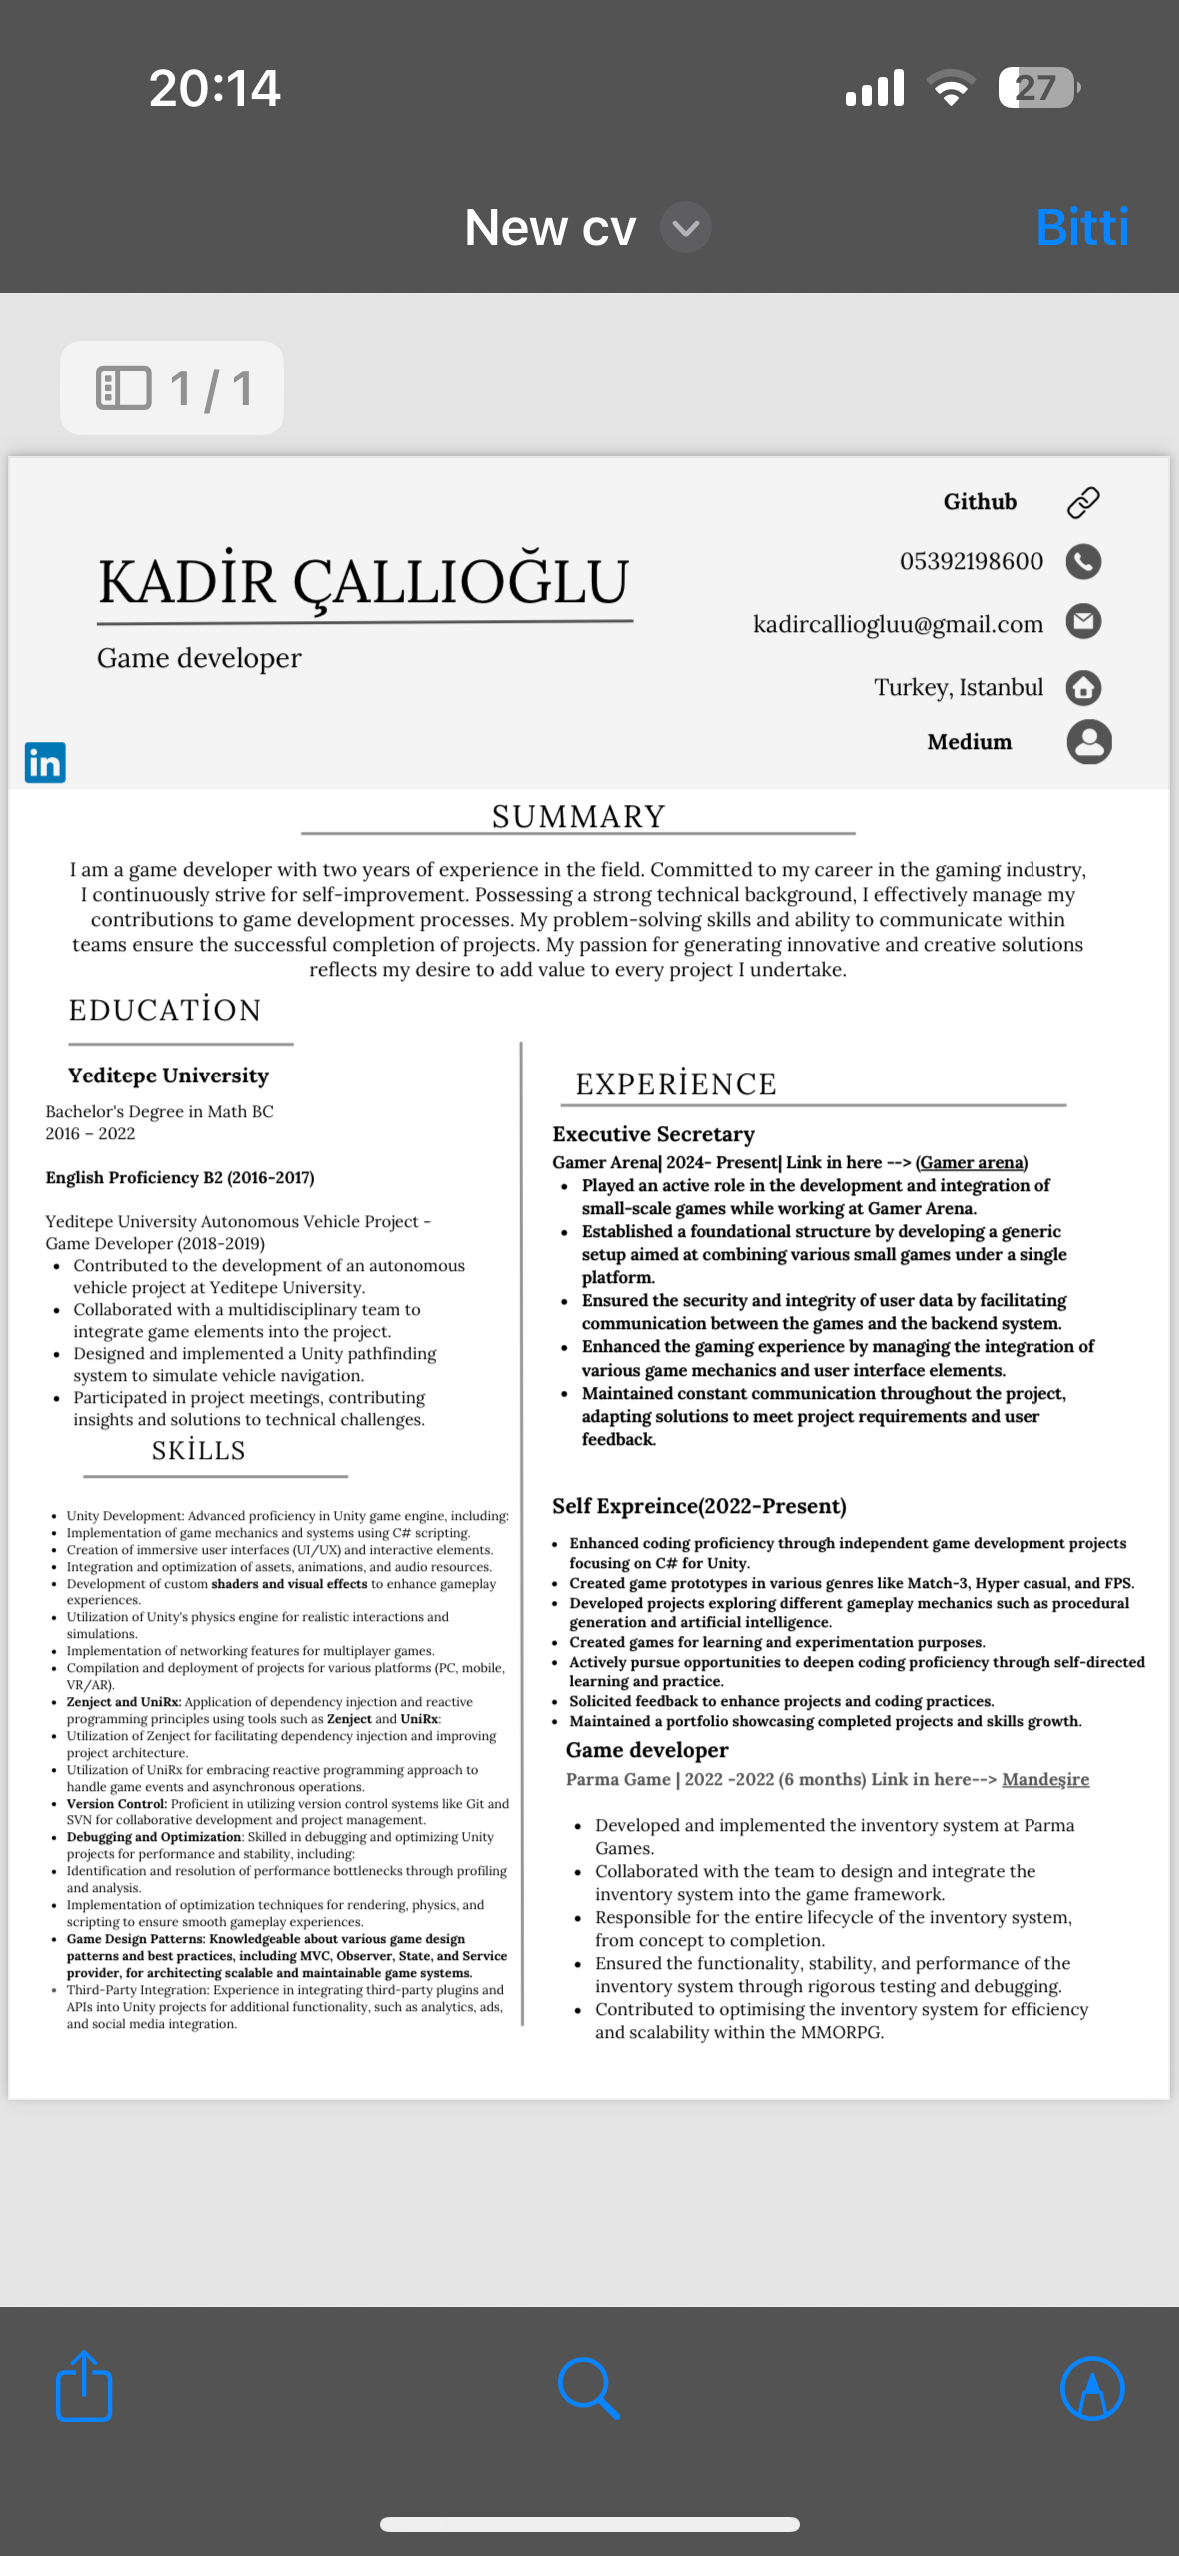 20:14
27
New cv
Bitti
1 / 1
Github
05392198600
KADİR ÇALLIOĞLU
kadircalliogluu@gmail.com
Game developer
Turkey, Istanbul
Medium
in
SUMMARY
I am a game developer with two years of experience in the field. Committed to my career in the gaming industry,
I continuously strive for self-improvement. Possessing a strong technical background, I effectively manage my
contributions to game development processes. My problem-solving skills and ability to communicate within
teams ensure the successful completion of projects. My passion for generating innovative and creative solutions
reflects my desire to add value to every project I undertake.
EDUCATİON
Yeditepe University
Bachelor's Degree in Math BC
2016 – 2022
English Proficiency B2 (2016-2017)
Yeditepe University Autonomous Vehicle Project -
Game Developer (2018-2019)
• Contributed to the development of an autonomous
vehicle project at Yeditepe University.
• Collaborated with a multidisciplinary team to
integrate game elements into the project.
• Designed and implemented a Unity pathfinding
system to simulate vehicle navigation.
• Participated in project meetings, contributing
insights and solutions to technical challenges.
SKİLLS
• Unity Development: Advanced proficiency in Unity game engine, including:
• Implementation of game mechanics and systems using C# scripting.
• Creation of immersive user interfaces (UI/UX) and interactive elements.
• Integration and optimization of assets, animations, and audio resources.
• Development of custom shaders and visual effects to enhance gameplay
experiences.
• Utilization of Unity's physics engine for realistic interactions and
simulations.
• Implementation of networking features for multiplayer games.
• Compilation and deployment of projects for various platforms (PC, mobile,
VR/AR).
• Zenject and UniRx: Application of dependency injection and reactive
programming principles using tools such as Zenject and UniRx:
• Utilization of Zenject for facilitating dependency injection and improving
project architecture.
• Utilization of UniRx for embracing reactive programming approach to
handle game events and asynchronous operations.
• Version Control: Proficient in utilizing version control systems like Git and
SVN for collaborative development and project management.
• Debugging and Optimization: Skilled in debugging and optimizing Unity
projects for performance and stability, including:
• Identification and resolution of performance bottlenecks through profiling
and analysis.
• Implementation of optimization techniques for rendering, physics, and
scripting to ensure smooth gameplay experiences.
• Game Design Patterns: Knowledgeable about various game design
patterns and best practices, including MVC, Observer, State, and Service
provider, for architecting scalable and maintainable game systems.
• Third-Party Integration: Experience in integrating third-party plugins and
APIs into Unity projects for additional functionality, such as analytics, ads,
and social media integration.
EXPERİENCE
Executive Secretary
Gamer Arena| 2024- Present| Link in here --> (Gamer arena)
• Played an active role in the development and integration of
small-scale games while working at Gamer Arena.
• Established a foundational structure by developing a generic
setup aimed at combining various small games under a single
platform.
• Ensured the security and integrity of user data by facilitating
communication between the games and the backend system.
• Enhanced the gaming experience by managing the integration of
various game mechanics and user interface elements.
• Maintained constant communication throughout the project,
adapting solutions to meet project requirements and user
feedback.
Self Expreince(2022-Present)
• Enhanced coding proficiency through independent game development projects
focusing on C# for Unity.
• Created game prototypes in various genres like Match-3, Hyper casual, and FPS.
• Developed projects exploring different gameplay mechanics such as procedural
generation and artificial intelligence.
• Created games for learning and experimentation purposes.
• Actively pursue opportunities to deepen coding proficiency through self-directed
learning and practice.
• Solicited feedback to enhance projects and coding practices.
• Maintained a portfolio showcasing completed projects and skills growth.
Game developer
Parma Game | 2022 -2022 (6 months) Link in here--> Mandeşire
• Developed and implemented the inventory system at Parma
Games.
• Collaborated with the team to design and integrate the
inventory system into the game framework.
• Responsible for the entire lifecycle of the inventory system,
from concept to completion.
• Ensured the functionality, stability, and performance of the
inventory system through rigorous testing and debugging.
• Contributed to optimising the inventory system for efficiency
and scalability within the MMORPG.